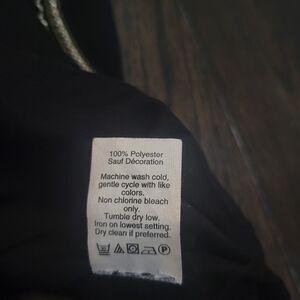 100% Polyester
Sauf Décoration
Machine wash cold,
gentle cycle with like
colors.
Non chlorine bleach
only.
Tumble dry low.
Iron on lowest setting.
Dry clean if preferred.
P